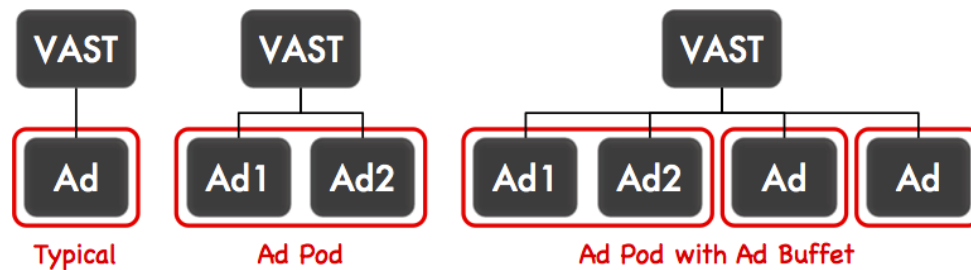 VAST VAST VAST
Ad Ad1 Ad2 Ad1 Ad2 Ad Ad
Typical Ad Pod Ad Pod with Ad Buffet